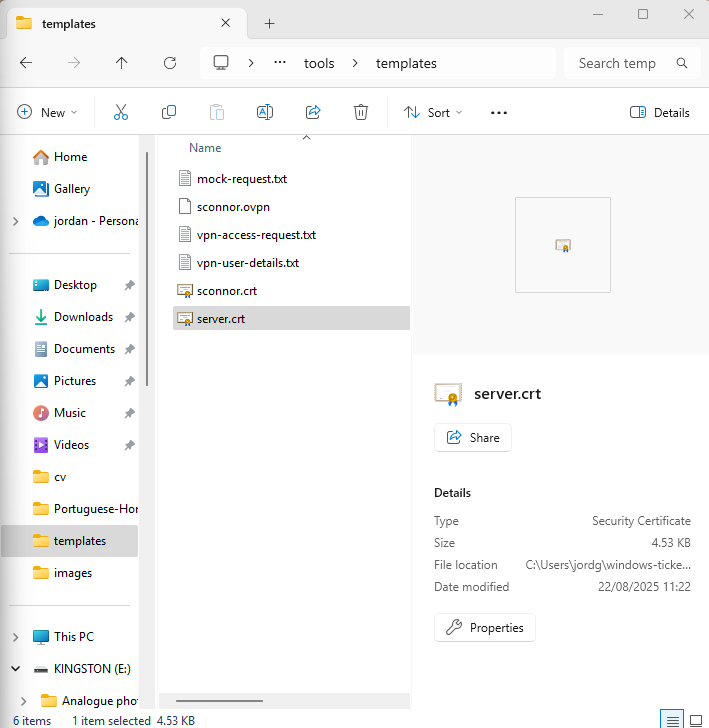 templates
tools
templates
Search temp
New
Sort
Details
Home
Gallery
jordan - Persona
Desktop
Downloads
Documents
Pictures
Music
Videos
cv
Portuguese-Hor
templates
images
This PC
KINGSTON (E:)
Analogue phot
Name
mock-request.txt
sconnor.ovpn
vpn-access-request.txt
vpn-user-details.txt
sconnor.crt
server.crt
server.crt
Share
Details
Type Security Certificate
Size 4.53 KB
File location C:\Users\jordg\windows-ticke...
Date modified 22/08/2025 11:22
Properties
6 items 1 item selected 4.53 KB